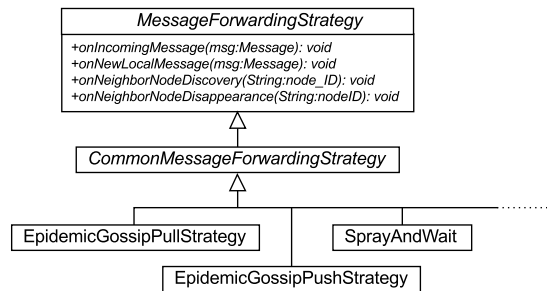 MessageForwardingStrategy
+onIncomingMessage(msg:Message): void
+onNewLocalMessage(msg:Message): void
+onNeighborNodeDiscovery(String:node_ID): void
+onNeighborNodeDisappearance(String:nodeID): void
CommonMessageForwardingStrategy
EpidemicGossipPullStrategy
SprayAndWait
EpidemicGossipPushStrategy